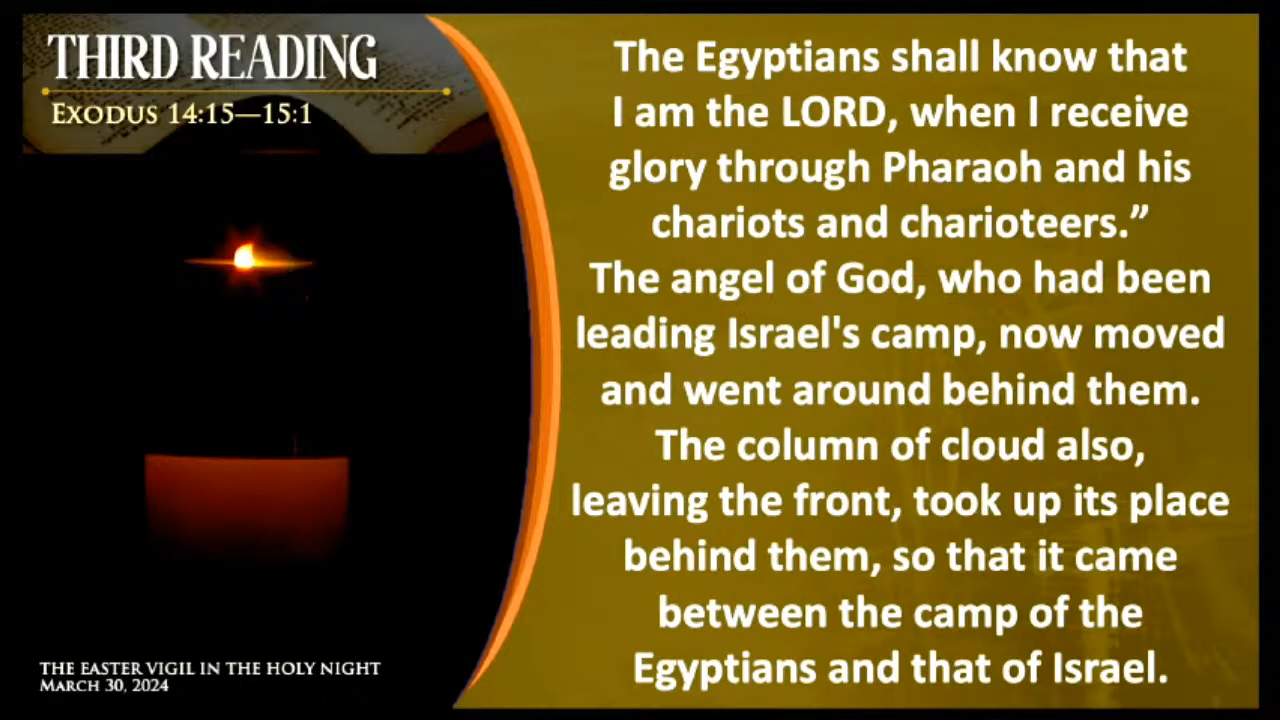 THIRD READING
EXODUS 14:15—15:1
The Egyptians shall know that
I am the LORD, when I receive
glory through Pharaoh and his
chariots and charioteers.”
The angel of God, who had been
leading Israel's camp, now moved
and went around behind them.
The column of cloud also,
leaving the front, took up its place
behind them, so that it came
between the camp of the
Egyptians and that of Israel.
THE EASTER VIGIL IN THE HOLY NIGHT
MARCH 30, 2024